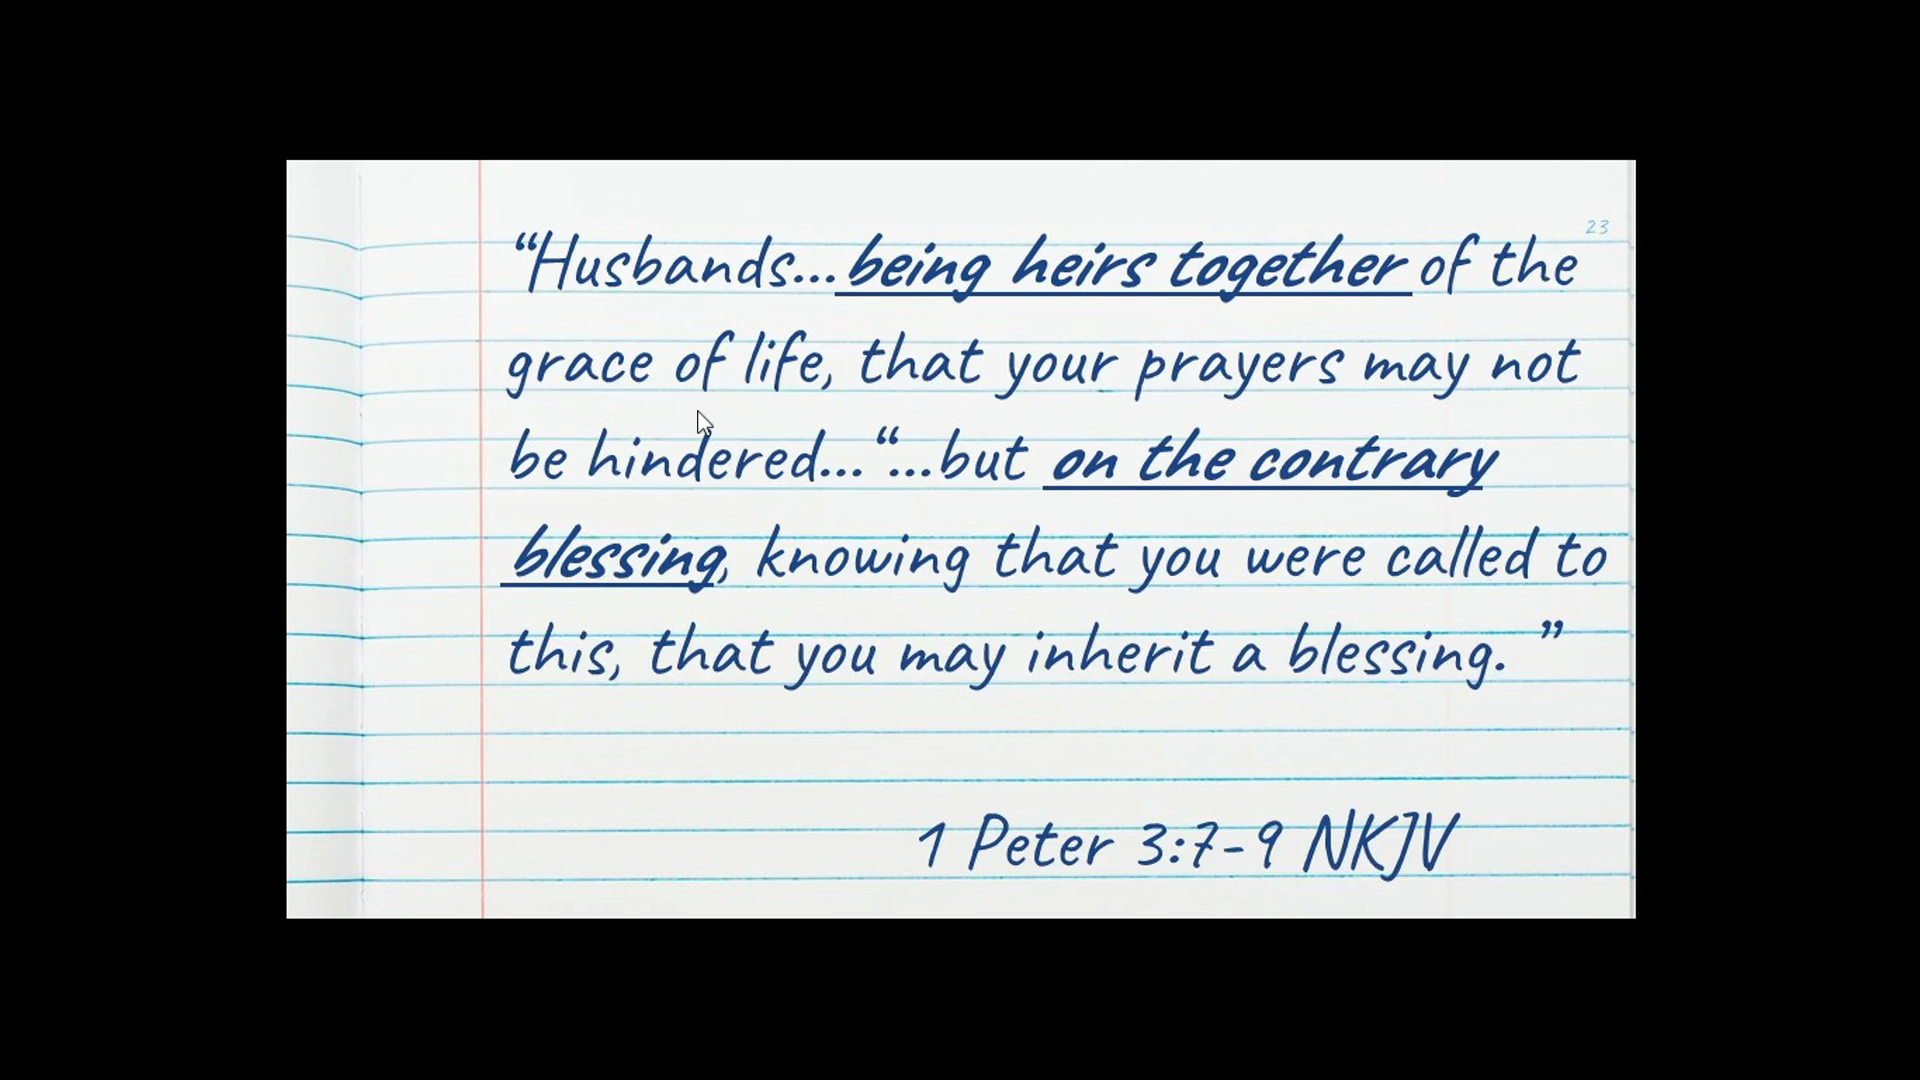 23
“Husbands...being heirs together of the
grace of life, that your prayers may not
be hindered...“...but on the contrary
blessing, knowing that you were called to
this, that you may inherit a blessing. ”
1 Peter 3:7-9 NKJV